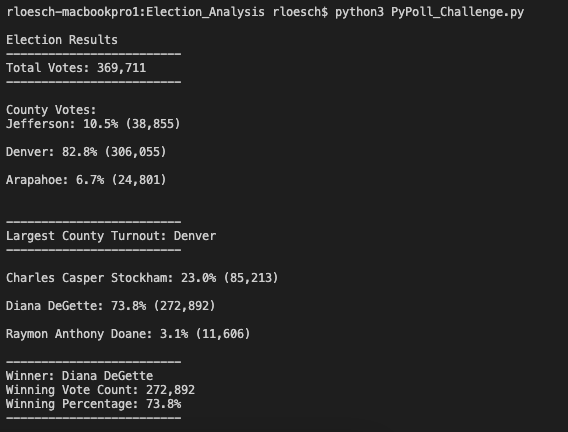 rloesch-macbookpro1:Election_Analysis rloesch$ python3 PyPoll_Challenge.py
Election Results
-------------------------
Total Votes: 369,711
-------------------------
County Votes:
Jefferson: 10.5% (38,855)
Denver: 82.8% (306,055)
Arapahoe: 6.7% (24,801)
-------------------------
Largest County Turnout: Denver
-------------------------
Charles Casper Stockham: 23.0% (85,213)
Diana DeGette: 73.8% (272,892)
Raymon Anthony Doane: 3.1% (11,606)
-------------------------
Winner: Diana DeGette
Winning Vote Count: 272,892
Winning Percentage: 73.8%
-------------------------